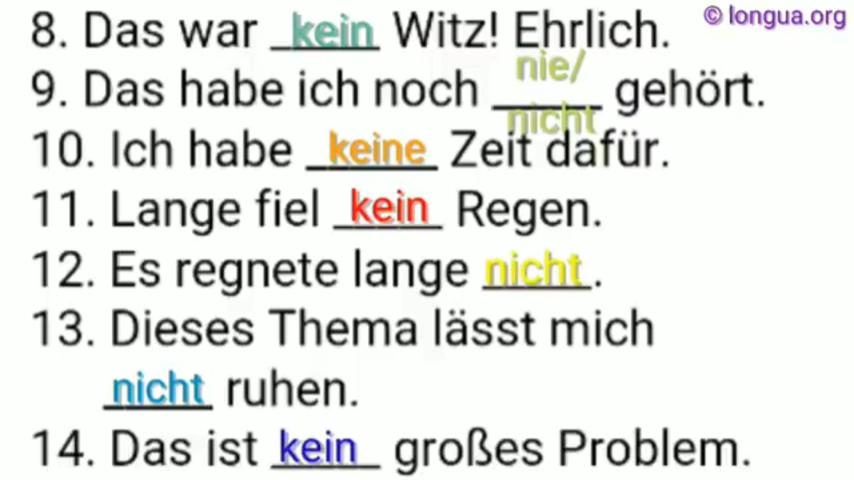 © longua.org
8. Das war kein Witz! Ehrlich.
nie/
9. Das habe ich noch _____ gehört.
nicht
10. Ich habe keine Zeit dafür.
11. Lange fiel kein Regen.
12. Es regnete lange nicht.
13. Dieses Thema lässt mich
nicht ruhen.
14. Das ist kein großes Problem.